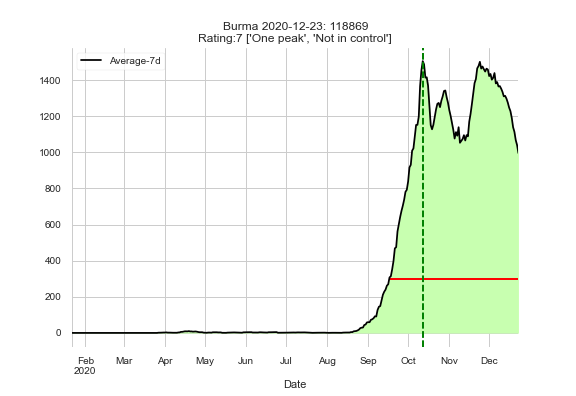 Burma 2020-12-23: 118869
Rating:7 ['One peak', 'Not in control']
Average-7d
1400
1200
1000
800
600
400
200
0
Feb Mar Apr May Jun Jul Aug Sep Oct Nov Dec
2020
Date